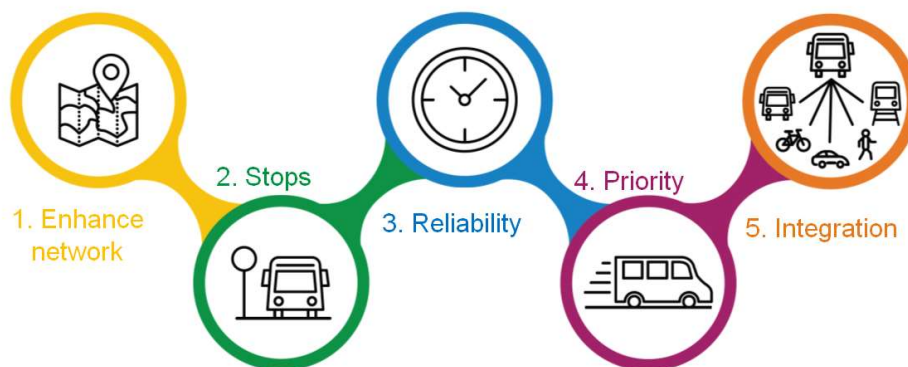 1. Enhance
network
2. Stops
3. Reliability
4. Priority
5. Integration